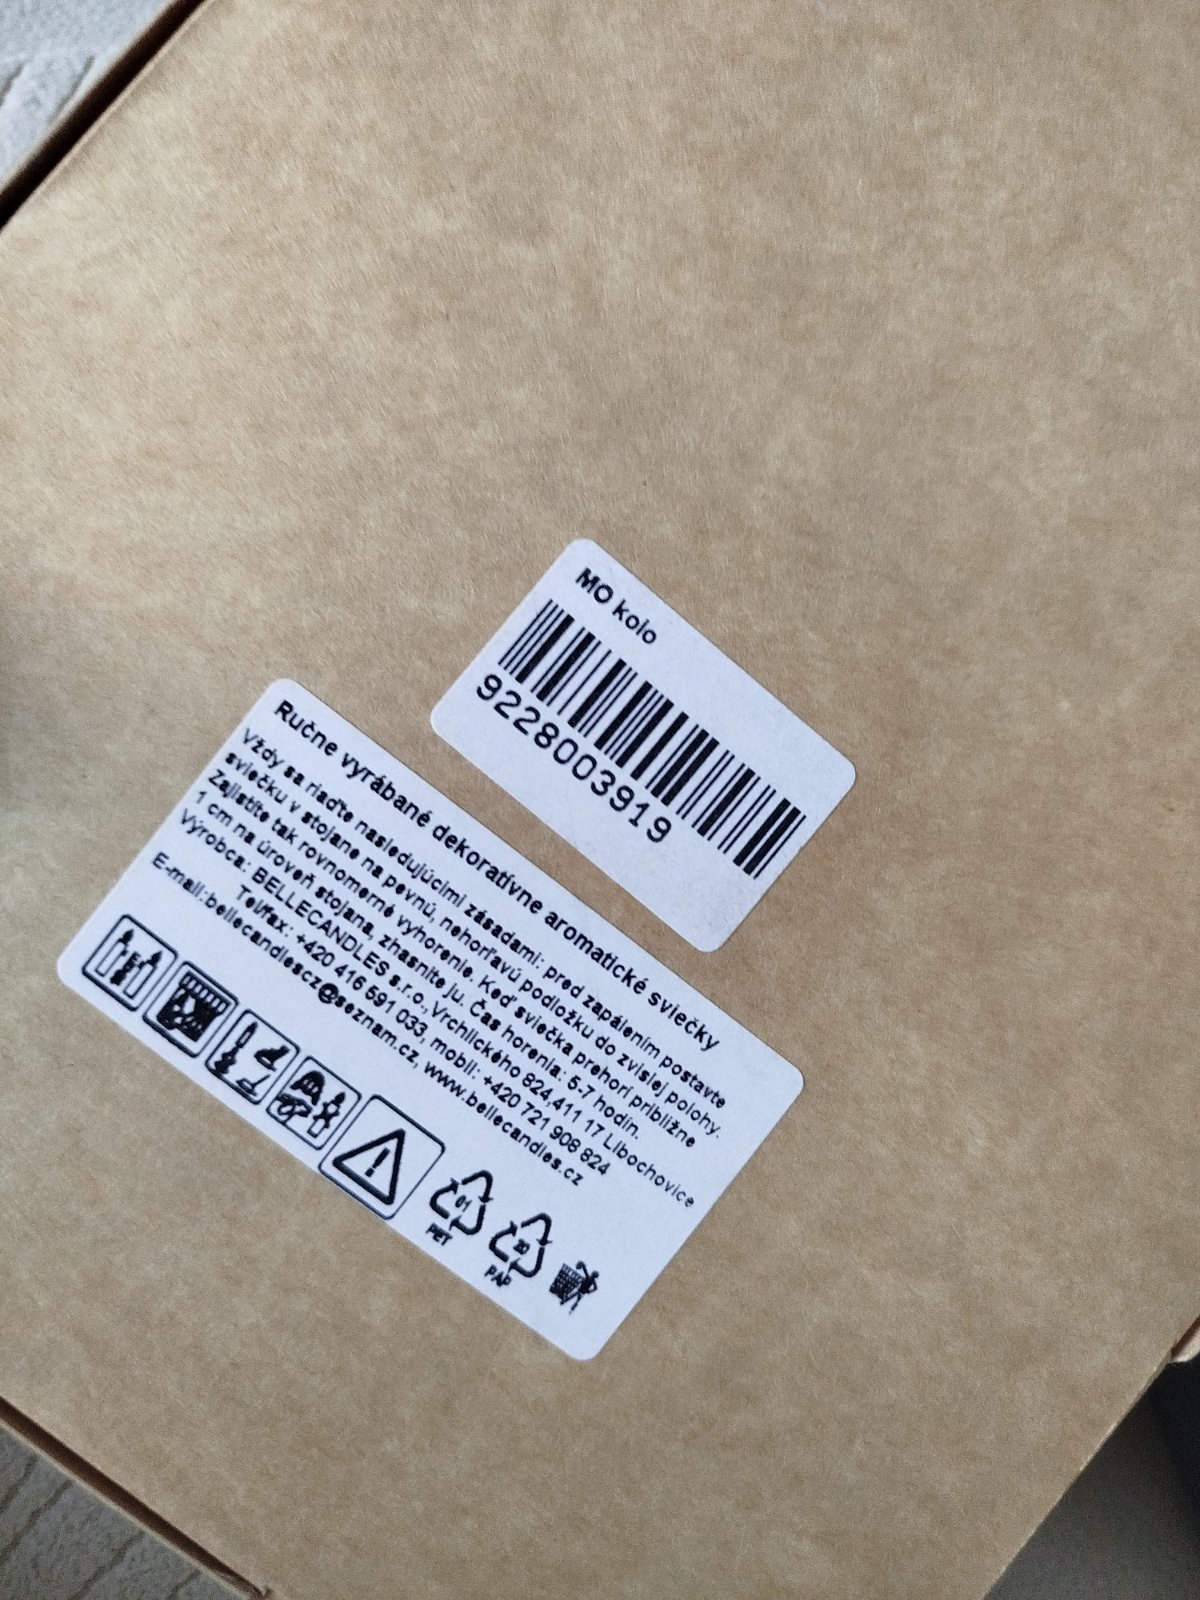 MO kolo
9228003919
Ručne vyrábané dekoratívne aromatické sviečky
Vždy sa riaďte nasledujúcimi zásadami: pred zapálením postavte
sviečku v stojane na pevnú, nehorľavú podložku do zvislej polohy.
Zajistíte tak rovnomerné vyhorenie. Keď sviečka prehorí približne
1 cm na úroveň stojana, zhasnite ju. Čas horenia: 5-7 hodín.
Výrobca: BELLECANDLES s.r.o., Vrchlického 824,411 17 Libochovice
Tel/fax: +420 416 591 033, mobil: +420 721 908 824
E-mail:bellecandlescz@seznam.cz, www.bellecandles.cz
01
PET
20
PAP